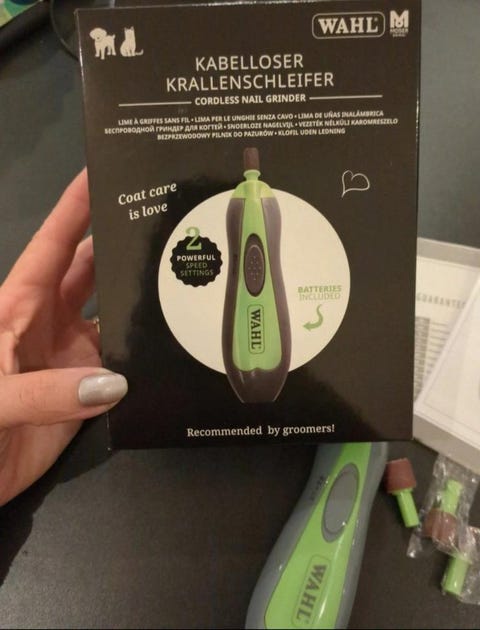 WAHL®
MOSER
KABELLOSER
KRALLENSCHLEIFER
CORDLESS NAIL GRINDER
LIME À GRIFFES SANS FIL • LIMA PER LE UNGHIE SENZA CAVO • LIMA DE UÑAS INALÁMBRICA
БЕСПРОВОДНОЙ ГРИНДЕР ДЛЯ КОГТЕЙ • SNOERLOZE NAGELVIJL • VEZETÉK NÉLKÜLI KAROMRESZELO
BEZPRZEWODOWY PILNIK DO PAZURÓW • KLOFIL UDEN LEDNING
Coat care
is love
2
POWERFUL
SPEED
SETTINGS
BATTERIES
INCLUDED
WAHL
Recommended by groomers!
GUARANTEE
WAHL